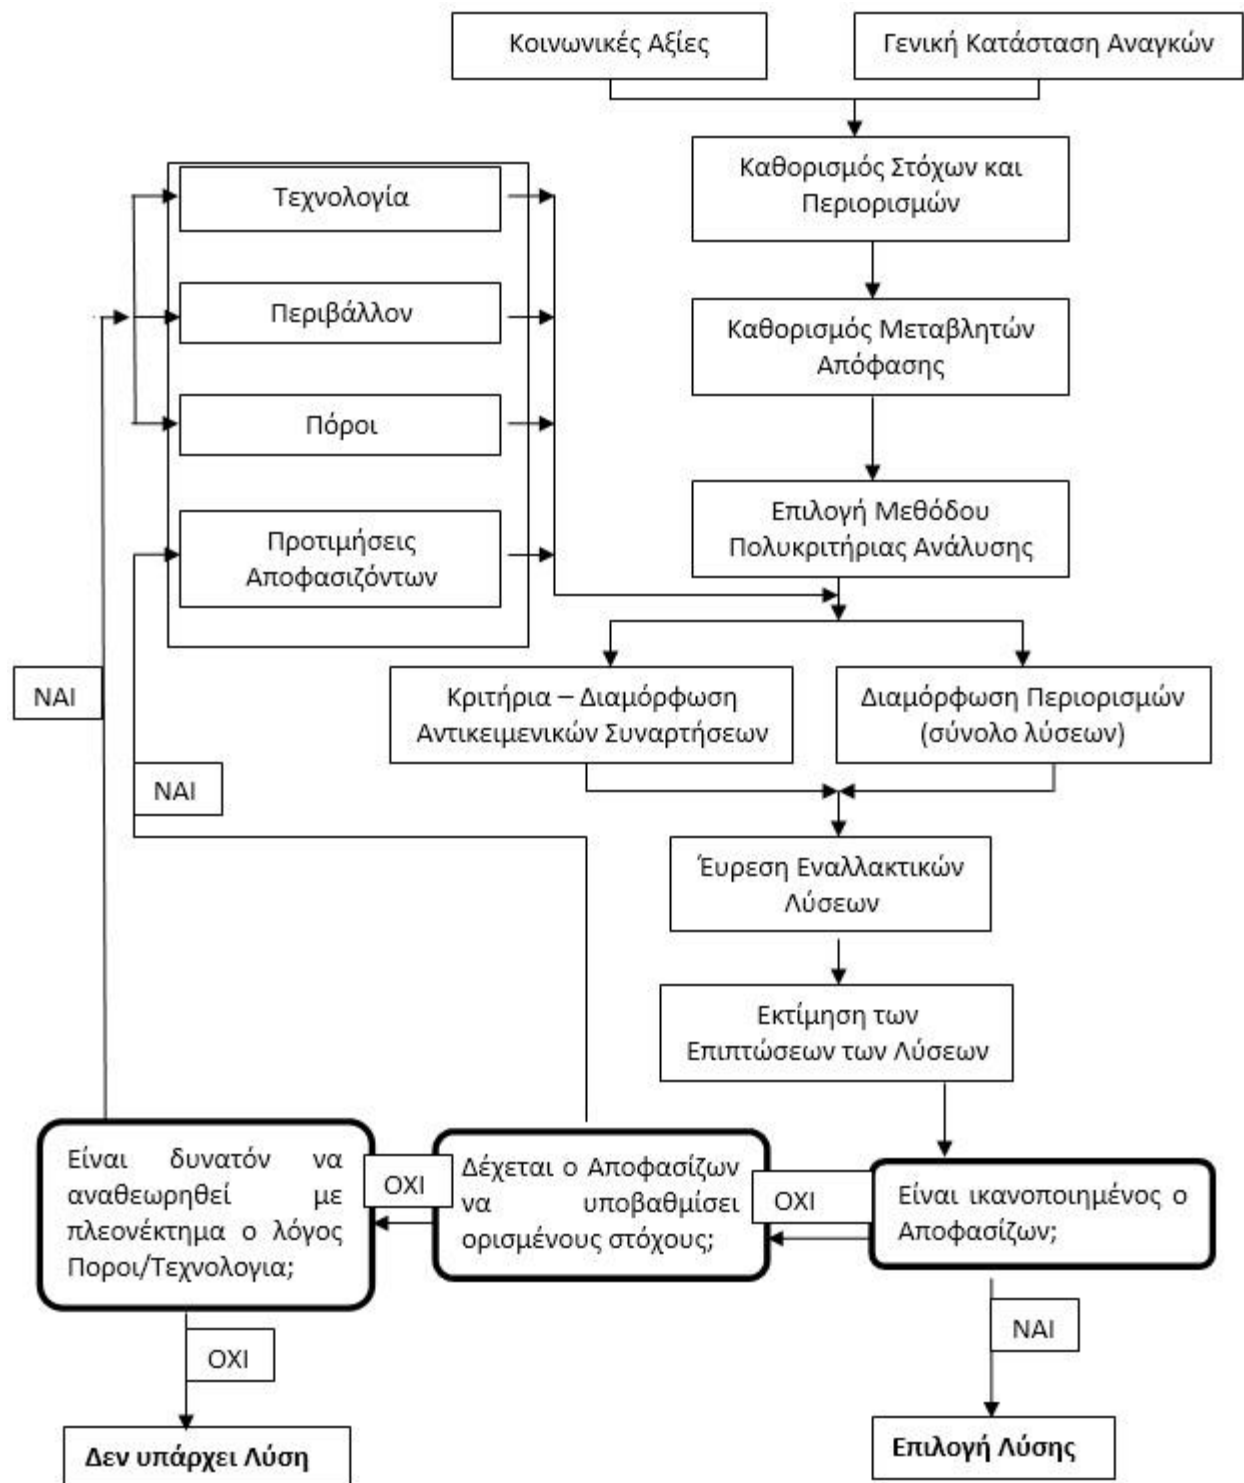 Κοινωνικές Αξίες
Γενική Κατάσταση Αναγκών
Καθορισμός Στόχων και
Περιορισμών
Τεχνολογία
Περιβάλλον
Καθορισμός Μεταβλητών
Απόφασης
Πόροι
Επιλογή Μεθόδου
Πολυκριτήριας Ανάλυσης
Προτιμήσεις
Αποφασιζόντων
ΝΑΙ
Κριτήρια – Διαμόρφωση
Αντικειμενικών Συναρτήσεων
Διαμόρφωση Περιορισμών
(σύνολο λύσεων)
ΝΑΙ
Έυρεση Εναλλακτικών
Λύσεων
Εκτίμηση των
Επιπτώσεων των Λύσεων
Είναι δυνατόν να
αναθεωρηθεί με
πλεονέκτημα ο λόγος
Ποροι/Τεχνολογια;
ΟΧΙ
Δέχεται ο Αποφασίζων
να υποβαθμίσει
ορισμένους στόχους;
ΟΧΙ
Είναι ικανοποιημένος ο
Αποφασίζων;
ΟΧΙ
ΝΑΙ
Δεν υπάρχει Λύση
Επιλογή Λύσης